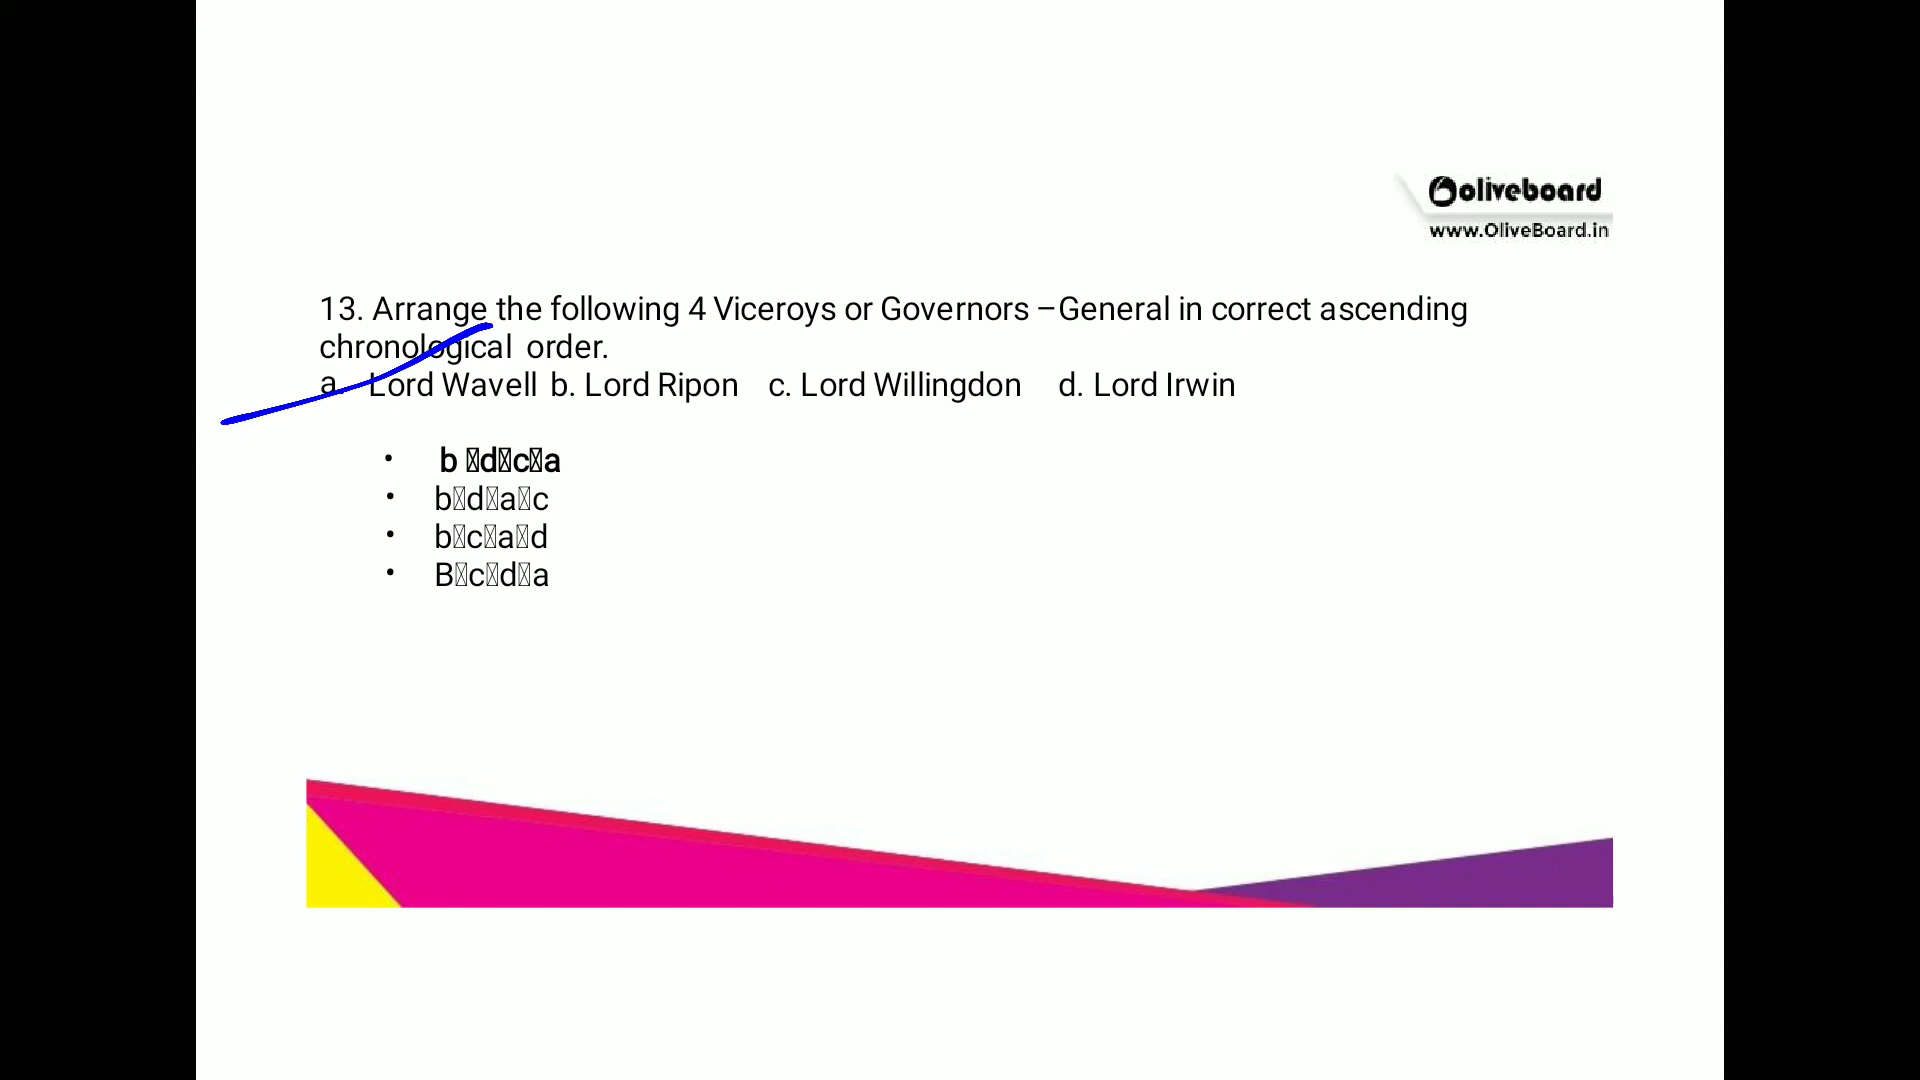 oliveboard
www.OliveBoard.in
13. Arrange the following 4 Viceroys or Governors –General in correct ascending
chronological order.
a. Lord Wavell b. Lord Ripon c. Lord Willingdon d. Lord Irwin
• b d c a
• b d a c
• b c a d
• B c d a